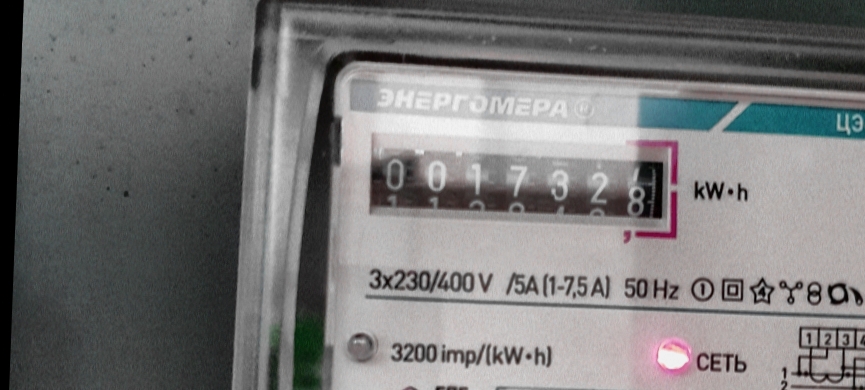 ЭНЕРГОМЕРА®
ЦЭ
0017328
kW•h
3x230/400 V /5A (1-7,5 A) 50 Hz
3200 imp/(kW•h)
СЕТЬ
1 2 3 4